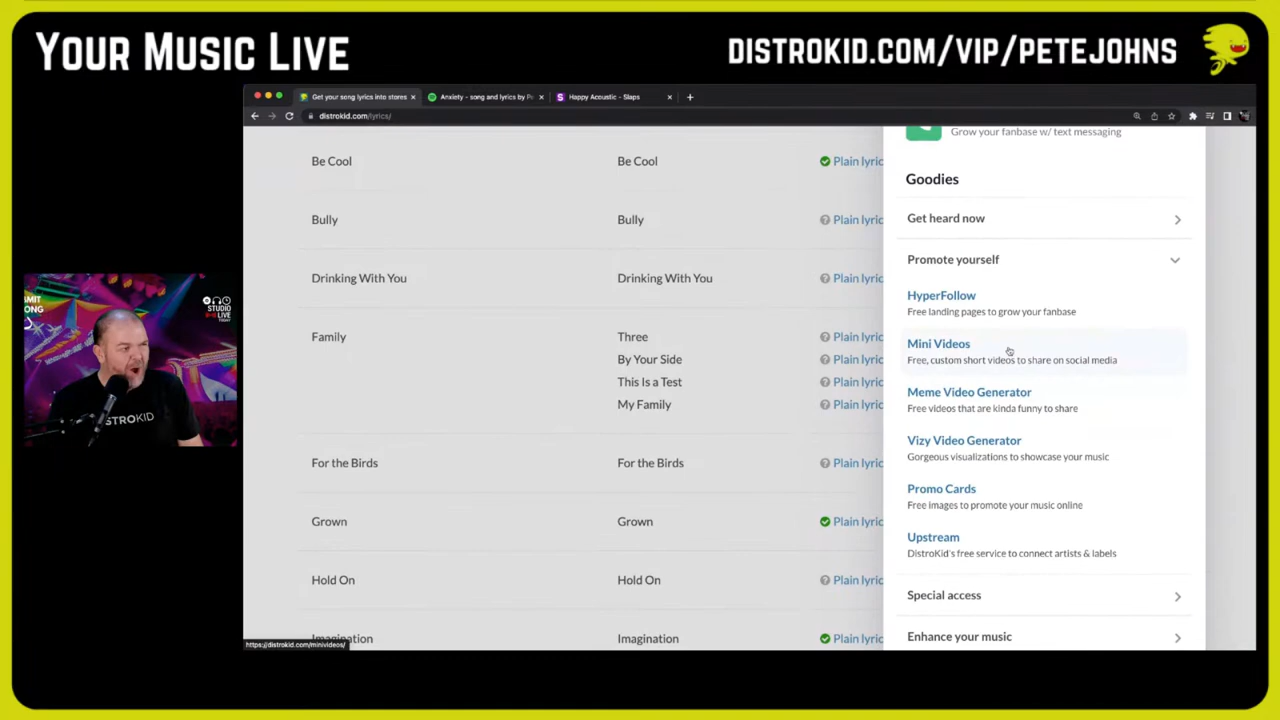 YOUR MUSIC LIVE
DISTROKID.COM/VIP/PETEJOHNS
Get your song lyrics into stores
Anxiety - song and lyrics by Pe
Happy Acoustic - Slaps
distrokid.com/lyrics/
Grow your fanbase w/ text messaging
Be Cool Be Cool Plain lyric
Goodies
Bully Bully Plain lyric
Get heard now
Promote yourself
Drinking With You Drinking With You Plain lyric
HyperFollow
Free landing pages to grow your fanbase
Family Three Plain lyric
By Your Side Plain lyric
This Is a Test Plain lyric
My Family Plain lyric
Mini Videos
Free, custom short videos to share on social media
Meme Video Generator
Free videos that are kinda funny to share
For the Birds For the Birds Plain lyric
Vizy Video Generator
Gorgeous visualizations to showcase your music
Grown Grown Plain lyric
Promo Cards
Free images to promote your music online
Upstream
DistroKid's free service to connect artists & labels
Hold On Hold On Plain lyric
Special access
Imagination Imagination Plain lyric
Enhance your music
https://distrokid.com/minivideos/
MIT
ONG
STUDIO
LIVE
TODAY
ISTROKID